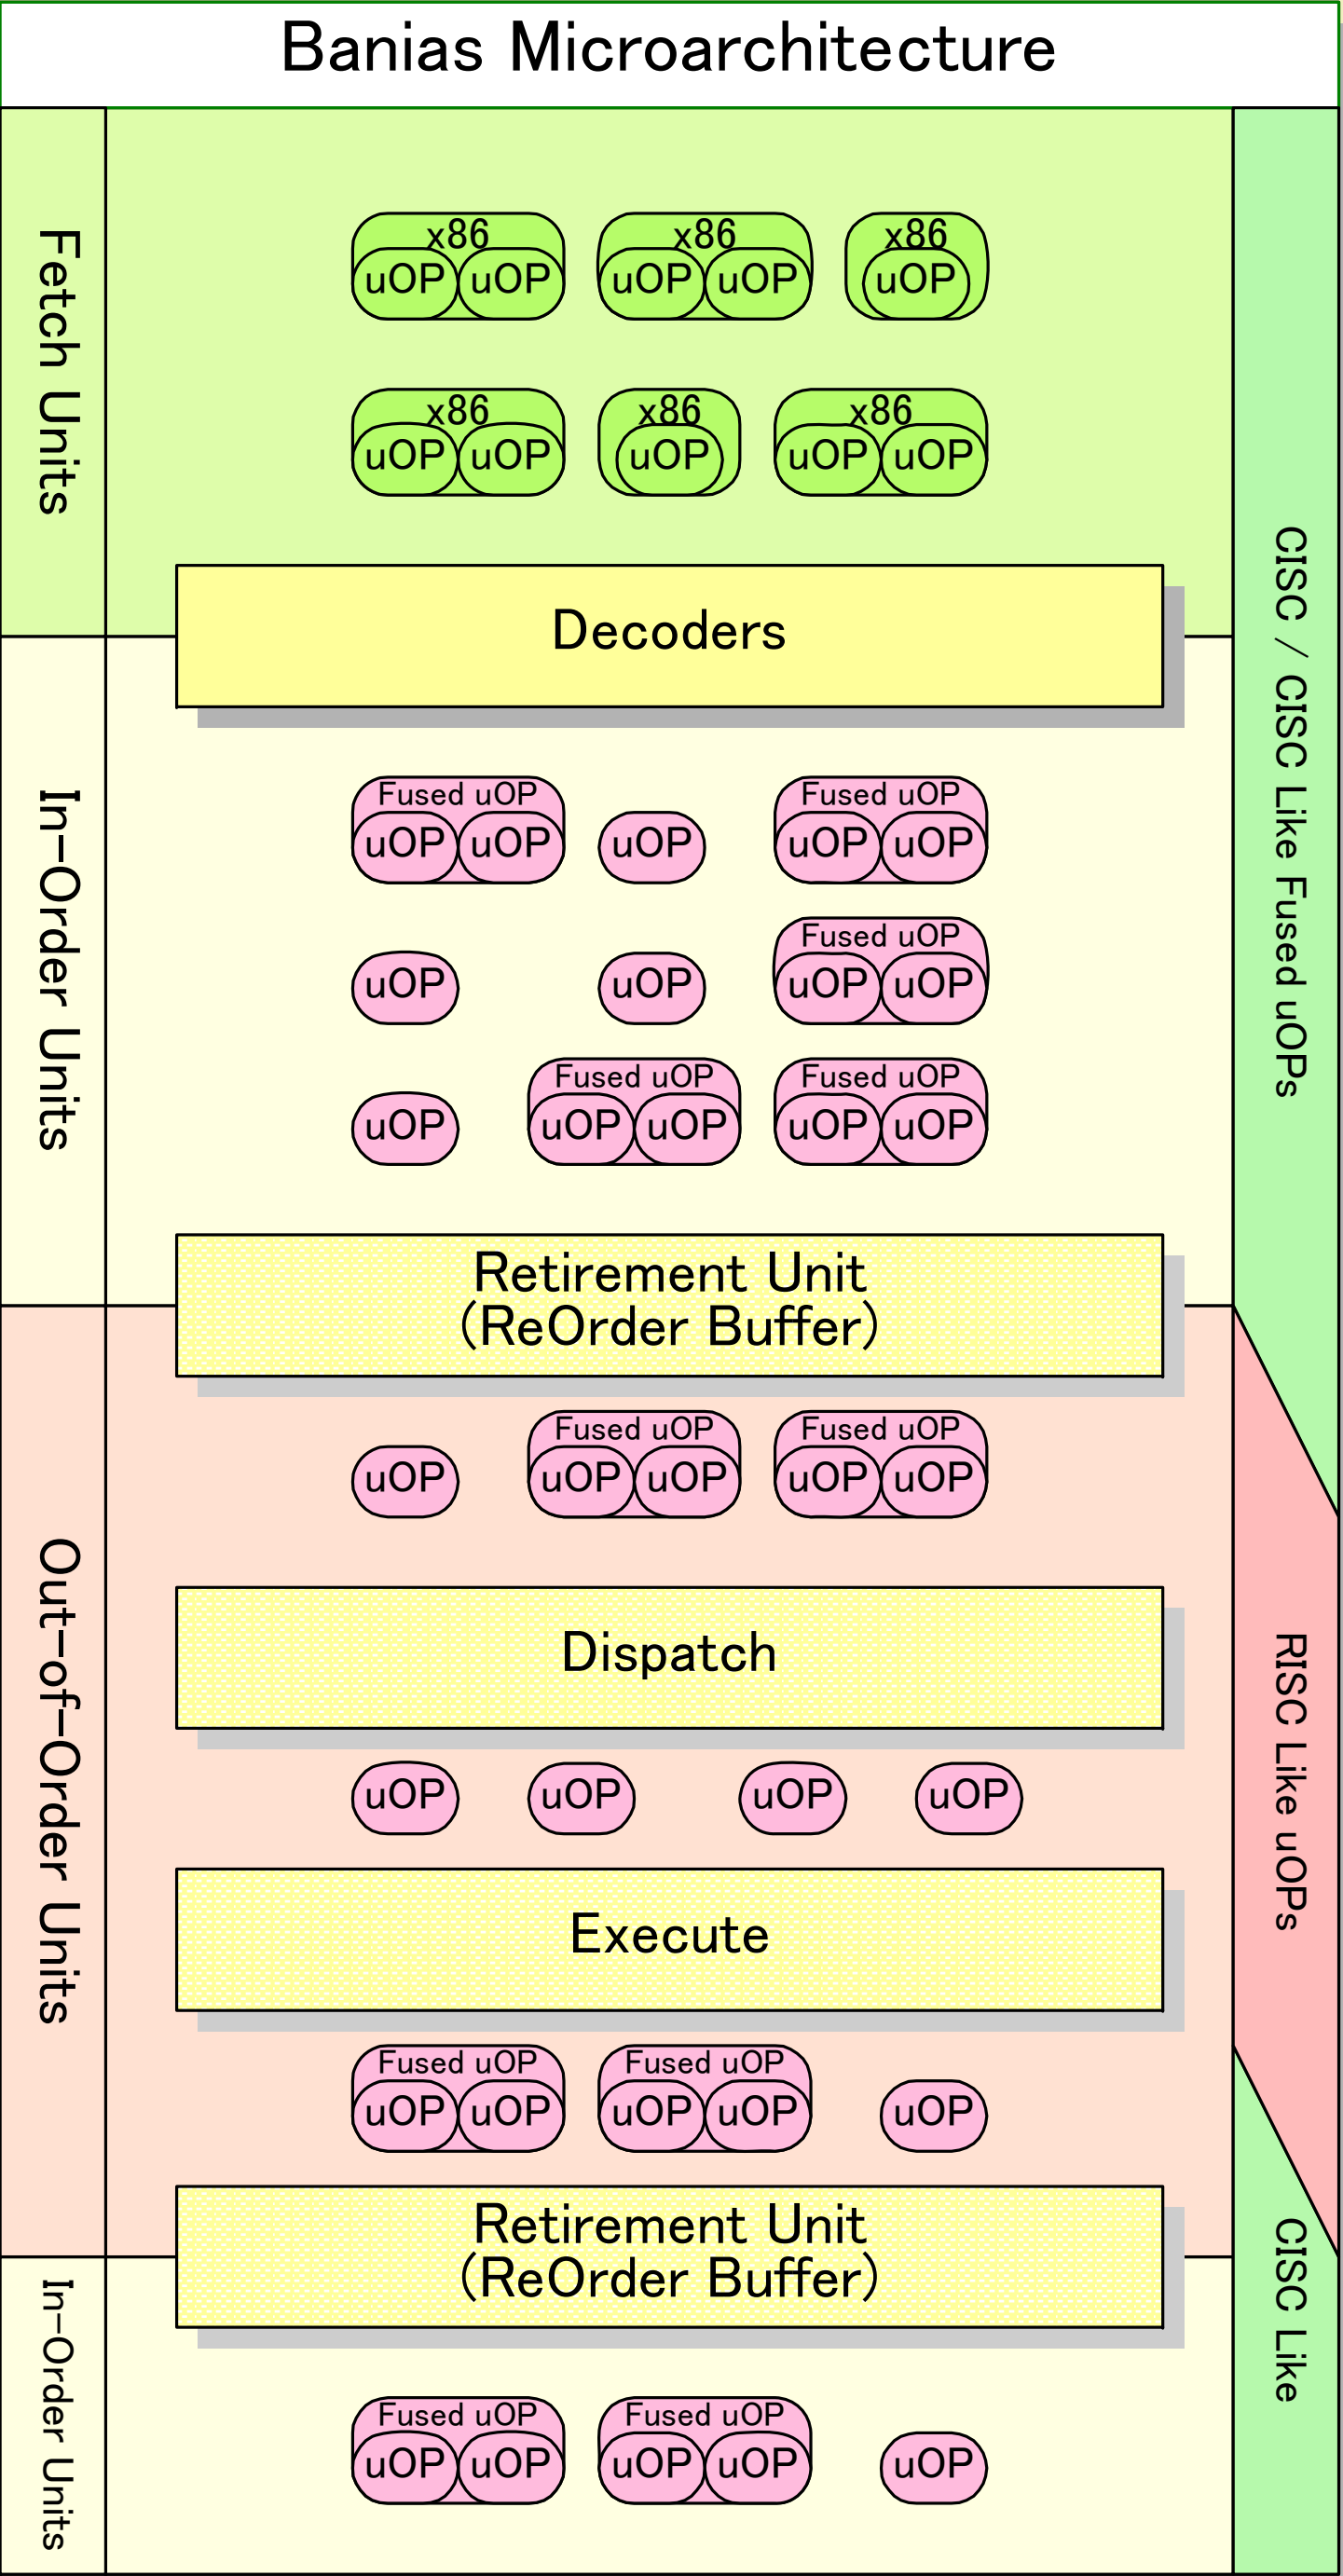 Banias Microarchitecture
Fetch Units
x86 x86 x86
uOP uOP uOP uOP uOP
x86 x86 x86
uOP uOP uOP uOP uOP
Decoders
CISC / CISC Like Fused uOPs
In-Order Units
Fused uOP Fused uOP
uOP uOP uOP uOP uOP
Fused uOP
uOP uOP uOP uOP
Fused uOP Fused uOP
uOP uOP uOP uOP uOP
Retirement Unit
(ReOrder Buffer)
Out-of-Order Units
Fused uOP Fused uOP
uOP uOP uOP uOP uOP
Dispatch
RISC Like uOPs
uOP uOP uOP uOP
Execute
Fused uOP Fused uOP
uOP uOP uOP uOP uOP
Retirement Unit
(ReOrder Buffer)
CISC Like
In-Order Units
Fused uOP Fused uOP
uOP uOP uOP uOP uOP